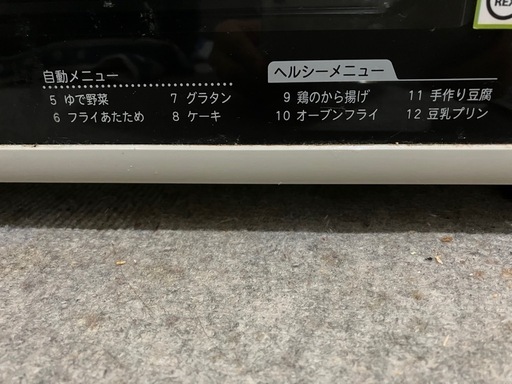 自動メニュー
5 ゆで野菜 7 グラタン
6 フライあたため 8 ケーキ
ヘルシーメニュー
9 鶏のから揚げ 11 手作り豆腐
10 オーブンフライ 12 豆乳プリン